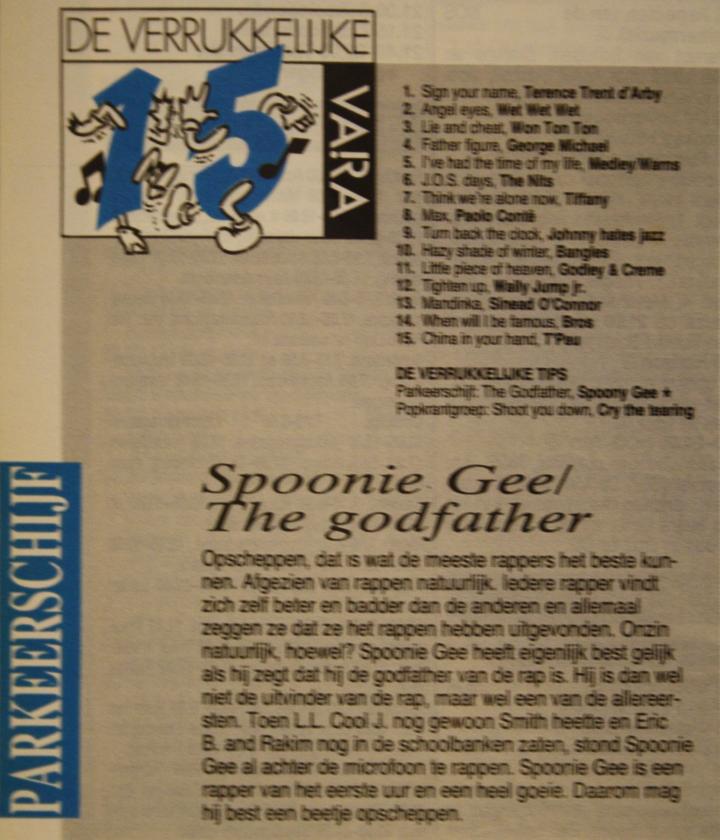 DE VERRUKKELIJKE
15
VARA
1. Sign your name, Terence Trent d'Arby
2. Angel eyes, Wet Wet Wet
3. Lie and cheat, Won Ton Ton
4. Father figure, George Michael
5. I've had the time of my life, Medley/Warns
6. J.O.S. days, The Nits
7. Think we're alone now, Tiffany
8. Max, Paolo Conté
9. Turn back the clock, Johnny hates jazz
10. Hazy shade of winter, Bangles
11. Little piece of heaven, Godley & Creme
12. Tighten up, Wally Jump jr.
13. Mandinka, Sinead O'Connor
14. When will I be famous, Bros
15. China in your hand, T'Pau
DE VERRUKKELIJKE TIPS
Parkeerschijf: The Godfather, Spoony Gee ★
Popkrantgroep: Shoot you down, Cry the tearing
PARKEERSCHIJF
Spoonie Gee/
The godfather
Opscheppen, dat is wat de meeste rappers het beste kun-
nen. Afgezien van rappen natuurlijk. Iedere rapper vindt
zich zelf beter en badder dan de anderen en allemaal
zeggen ze dat ze het rappen hebben uitgevonden. Onzin
natuurlijk, hoewel? Spoonie Gee heeft eigenlijk best gelijk
als hij zegt dat hij de godfather van de rap is. Hij is dan wel
niet de uitvinder van de rap, maar wel een van de allereer-
sten. Toen L.L. Cool J. nog gewoon Smith heette en Eric
B. and Rakim nog in de schoolbanken zaten, stond Spoonie
Gee al achter de microfoon te rappen. Spoonie Gee is een
rapper van het eerste uur en een heel goeie. Daarom mag
hij best een beetje opscheppen.